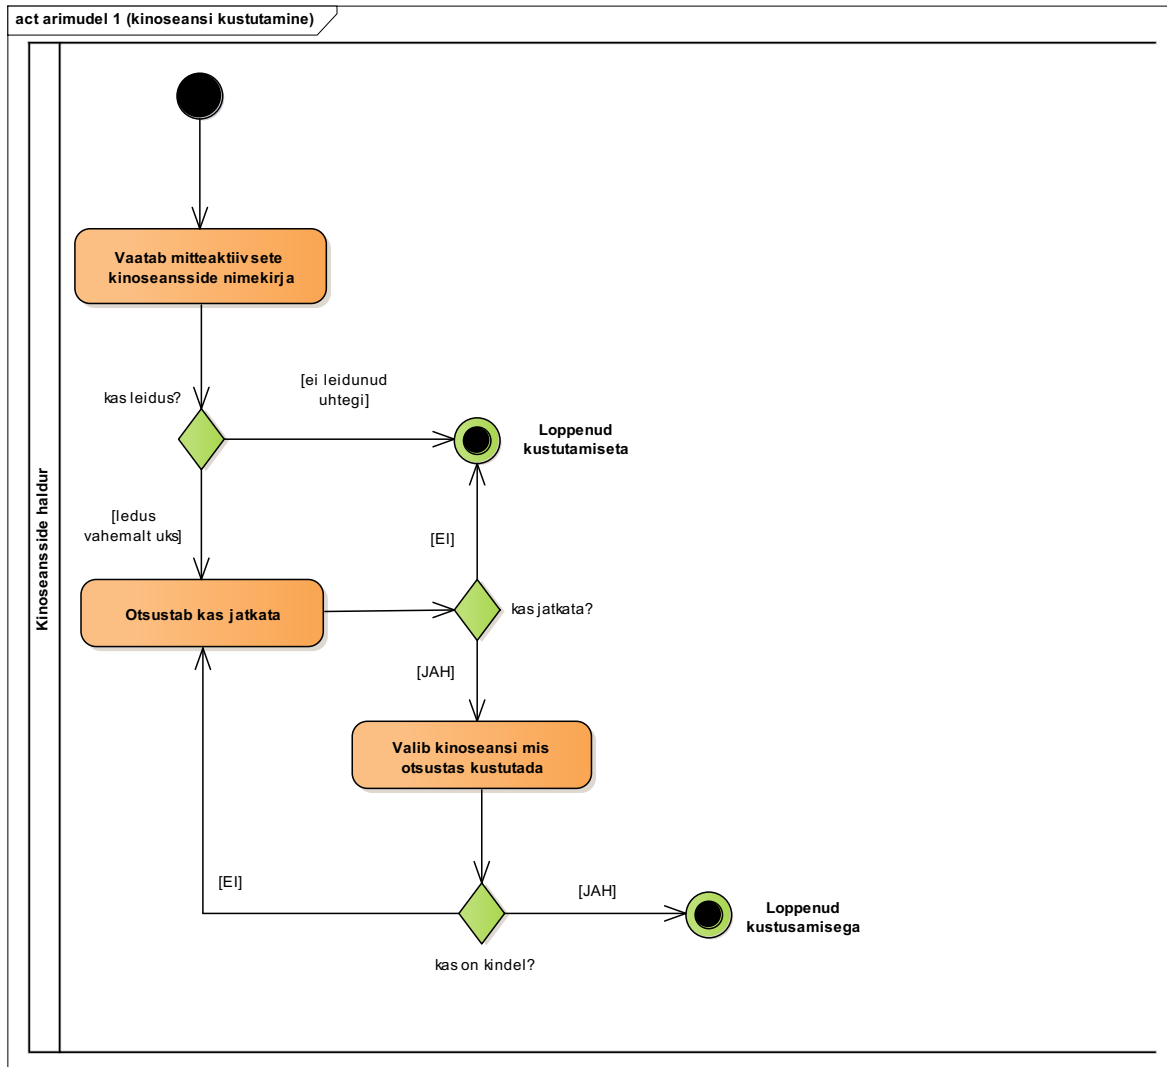 act arimudel 1 (kinoseansi kustutamine)
Kinoseansside haldur
Vaatab mitteaktiivsete
kinoseansside nimekirja
kas leidus?
[ei leidunud
uhtegi]
Loppenud
kustutamiseta
[ledus
vahemalt uks]
[EI]
Otsustab kas jatkata
kas jatkata?
[JAH]
Valib kinoseansi mis
otsustas kustutada
[EI]
[JAH]
Loppenud
kustusamisega
kas on kindel?